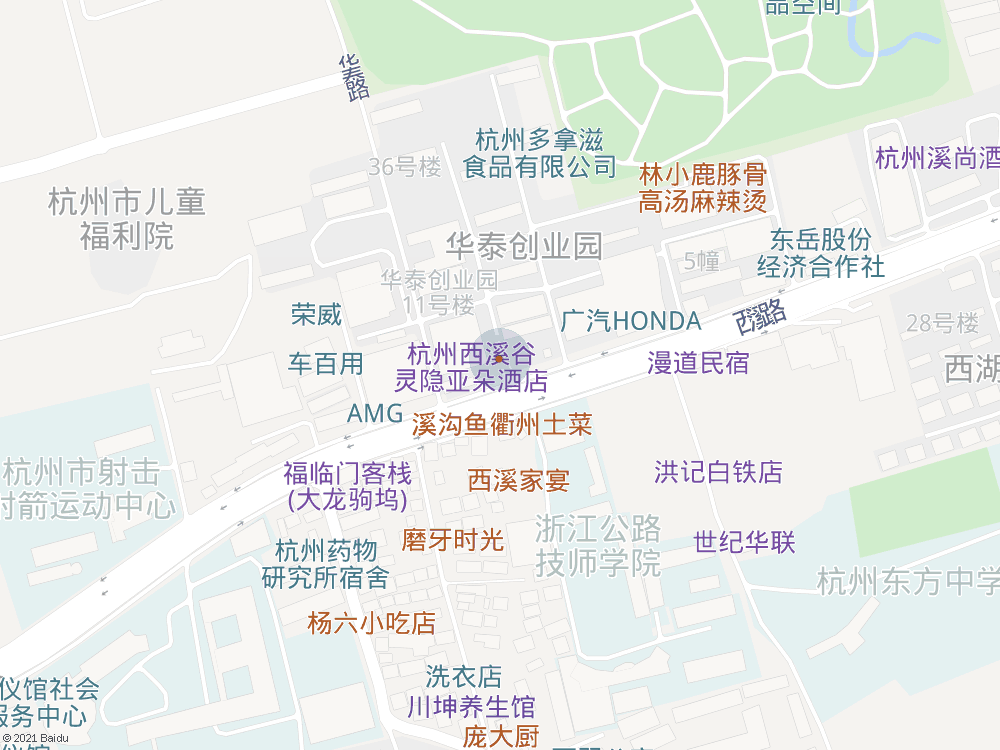 品空间
华泰路
杭州多拿滋
食品有限公司
36号楼
杭州溪尚酒
林小鹿豚骨
高汤麻辣烫
杭州市儿童
福利院
华泰创业园
东岳股份
经济合作社
5幢
华泰创业园
11号楼
荣威
广汽HONDA
西溪路
28号楼
杭州西溪谷
灵隐亚朵酒店
车百用
漫道民宿
西湖
AMG
溪沟鱼衢州土菜
杭州市射击
射箭运动中心
福临门客栈
(大龙驹坞)
西溪家宴
洪记白铁店
磨牙时光
浙江公路
技师学院
世纪华联
杭州药物
研究所宿舍
杭州东方中学
杨六小吃店
洗衣店
仪馆社会
服务中心
川坤养生馆
庞大厨
© 2021 Baidu